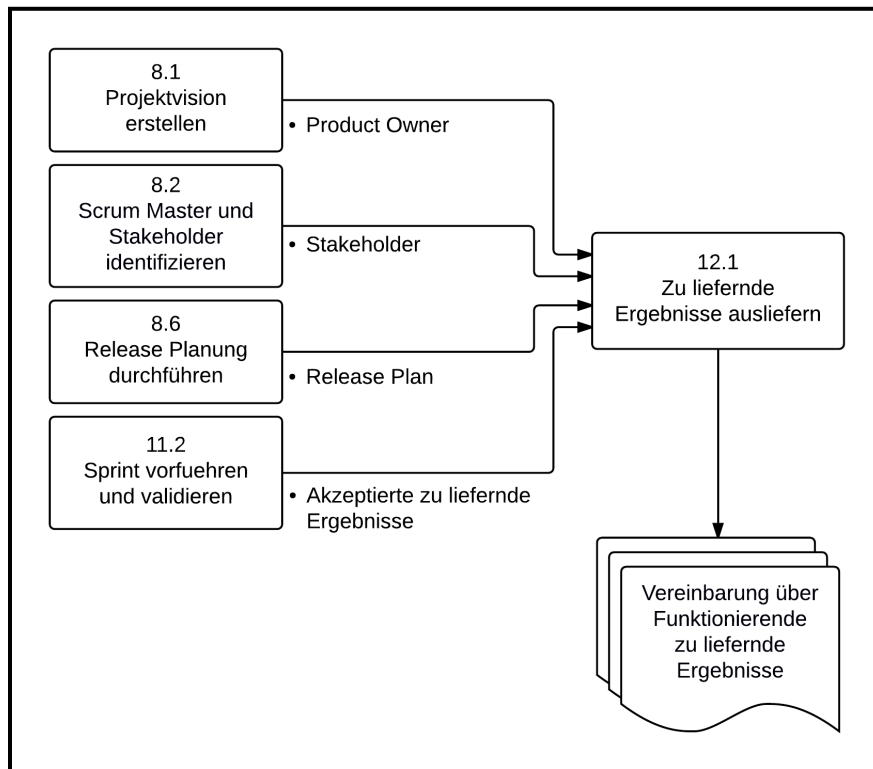 8.1
Projektvision
erstellen
• Product Owner
8.2
Scrum Master und
Stakeholder
identifizieren
• Stakeholder
8.6
Release Planung
durchführen
• Release Plan
11.2
Sprint vorfuehren
und validieren
• Akzeptierte zu liefernde
Ergebnisse
12.1
Zu liefernde
Ergebnisse ausliefern
Vereinbarung über
Funktionierende
zu liefernde
Ergebnisse